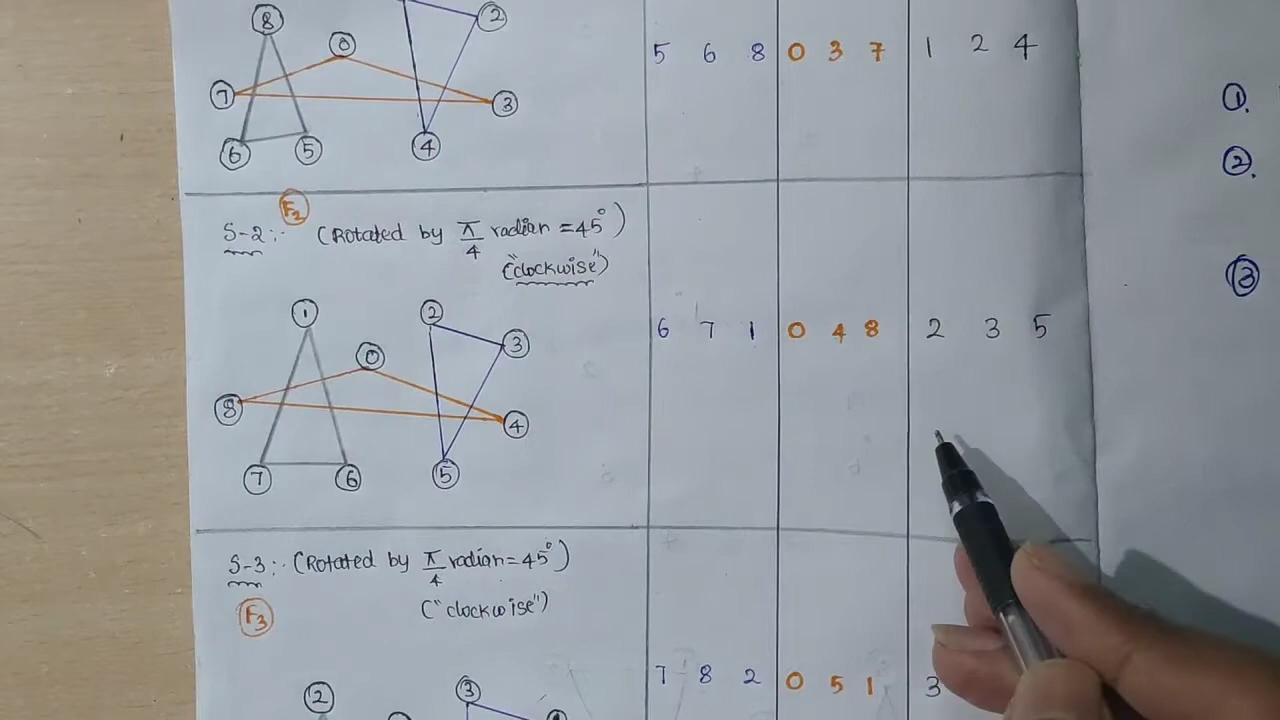 8
0
2
7
3
6
5
4
5 6 8 0 3 7 1 2 4
①.
②.
③
F2
S-2:- (Rotated by π/4 radian = 45°)
("clockwise")
1
2
0
3
8
4
7
6
5
6 7 1 0 4 8 2 3 5
S-3:- (Rotated by π/4 radian = 45°)
F3
("clockwise")
2
3
7 8 2 0 5 1 3